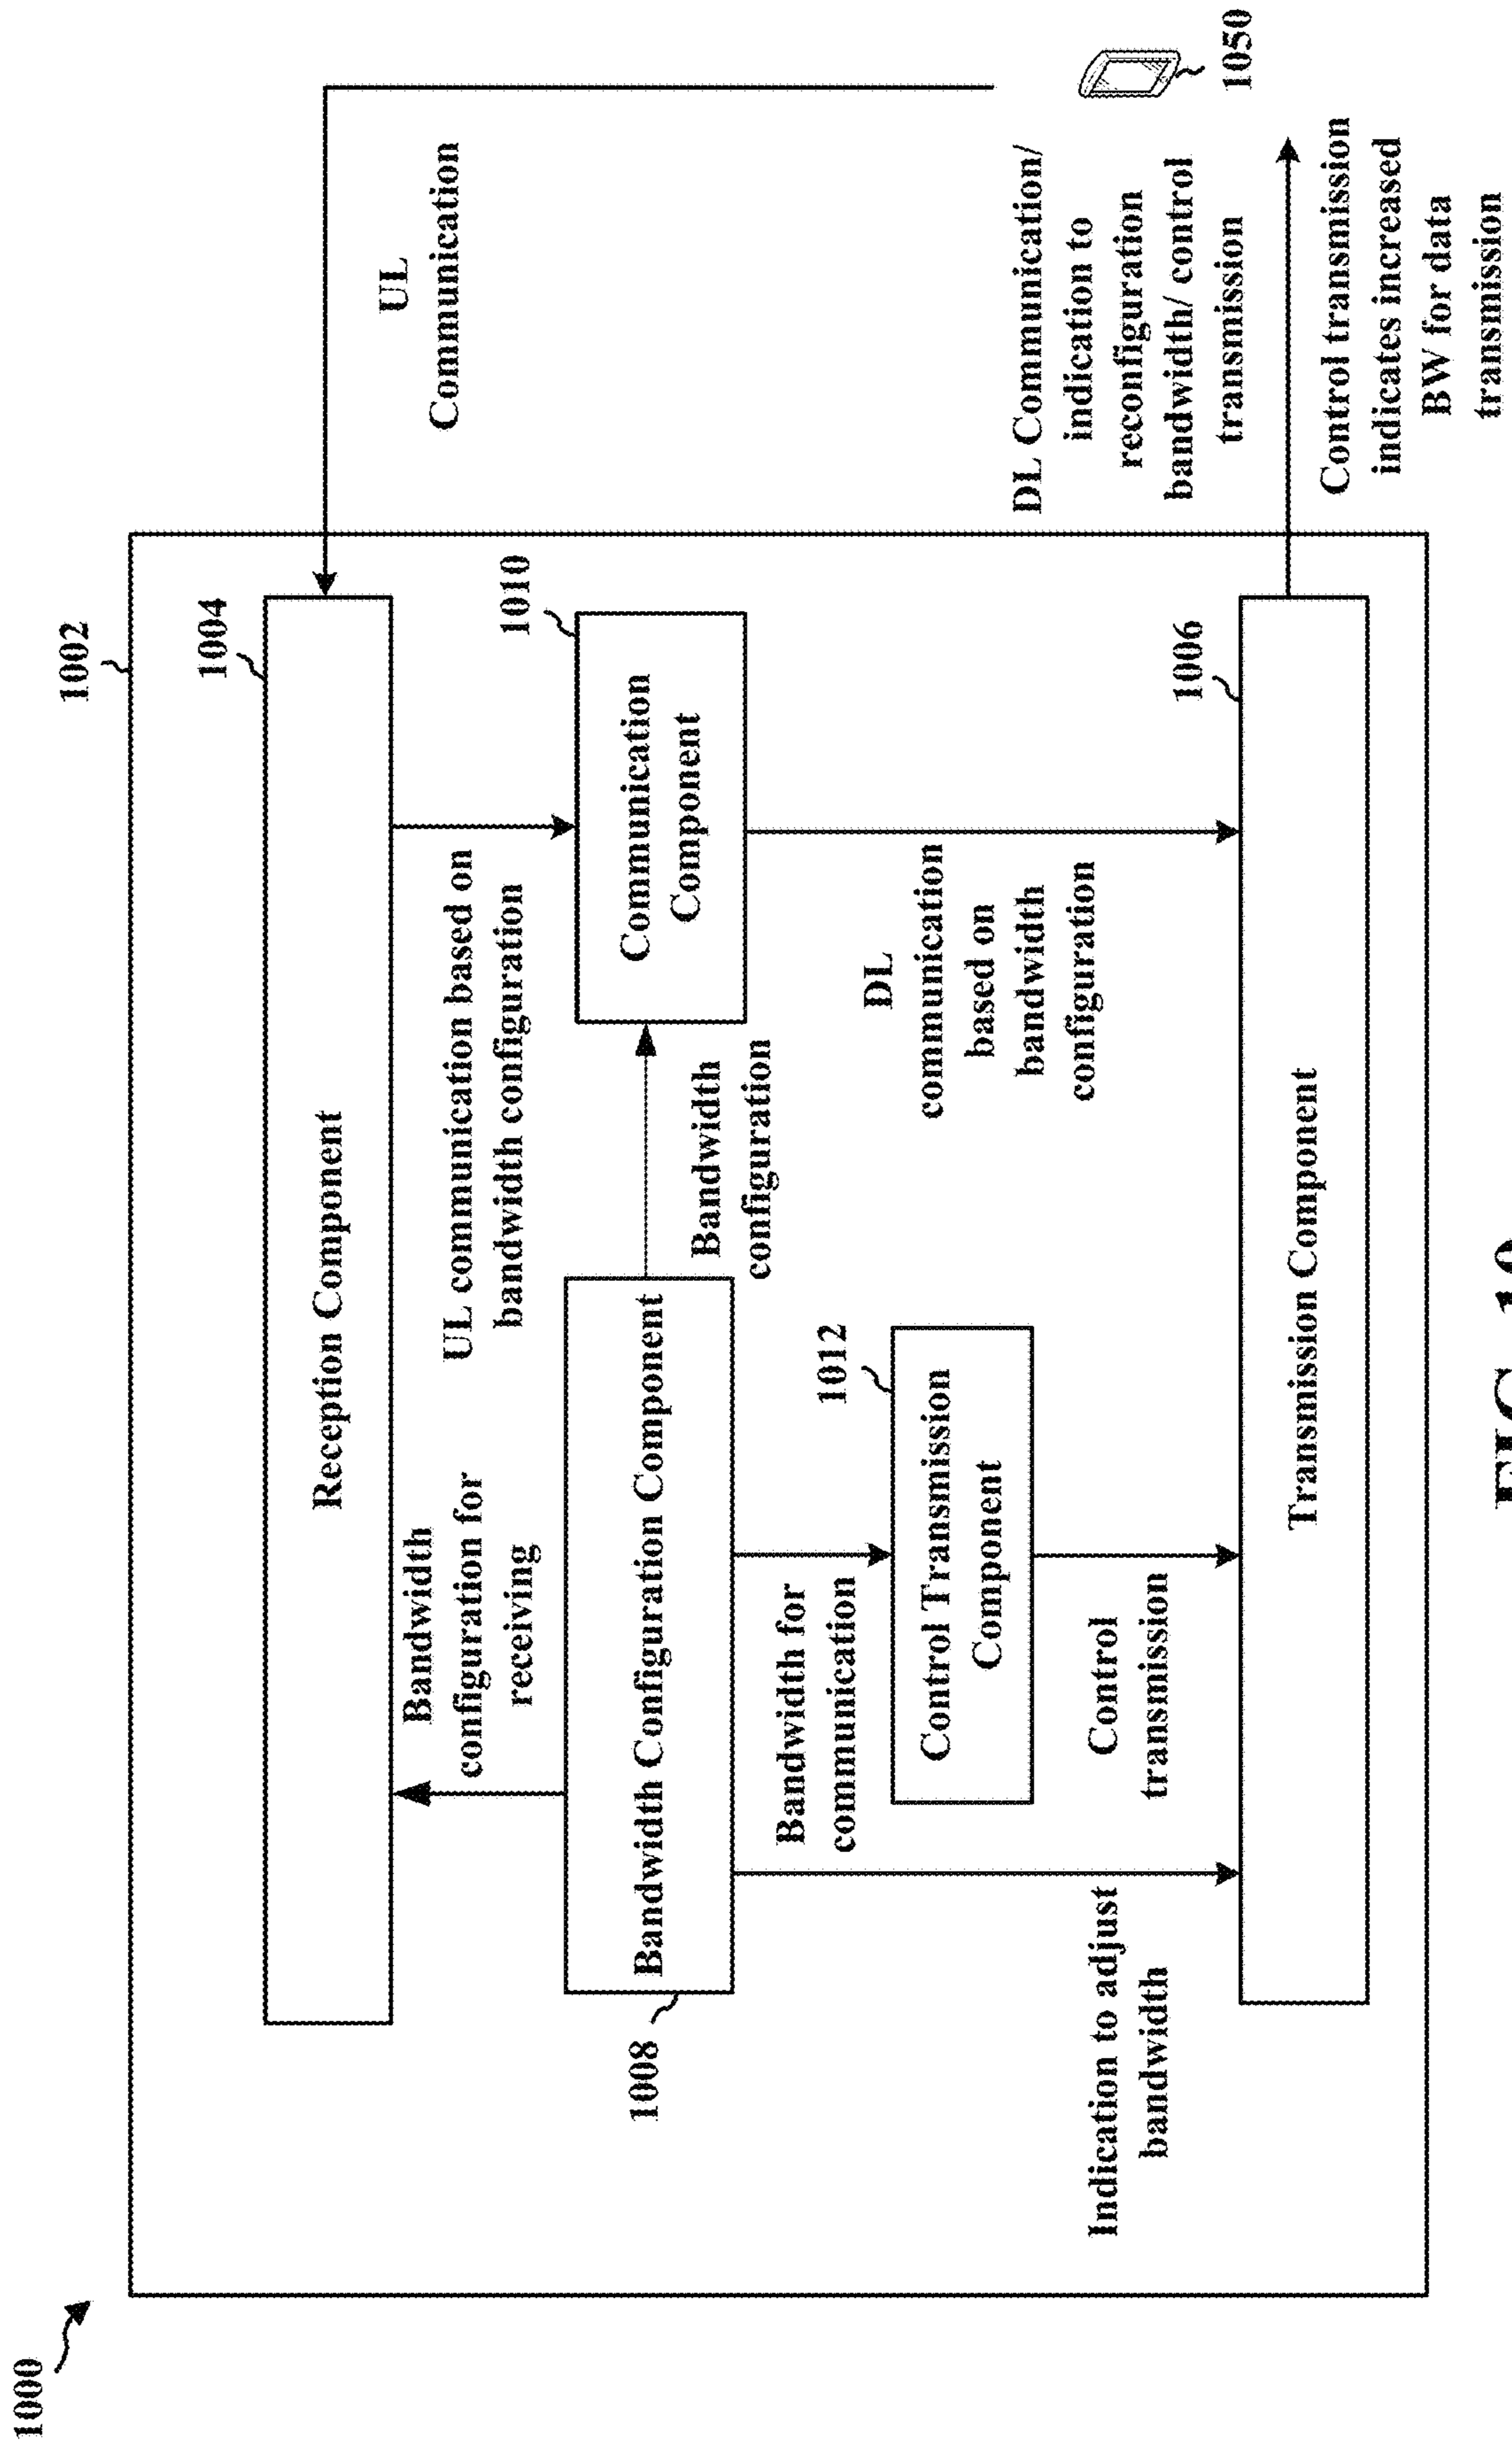 1000
1002
1004
Reception Component
UL
Communication
Bandwidth
configuration for
receiving
UL communication based on
bandwidth configuration
1010
1008
Bandwidth Configuration Component
Bandwidth
configuration
Communication
Component
Bandwidth for
communication
1012
Control Transmission
Component
DL
communication
based on
bandwidth
configuration
Indication to adjust
bandwidth
Control
transmission
1006
Transmission Component
DL Communication/
indication to
reconfiguration
bandwidth/ control
transmission
1050
Control transmission
indicates increased
BW for data
transmission